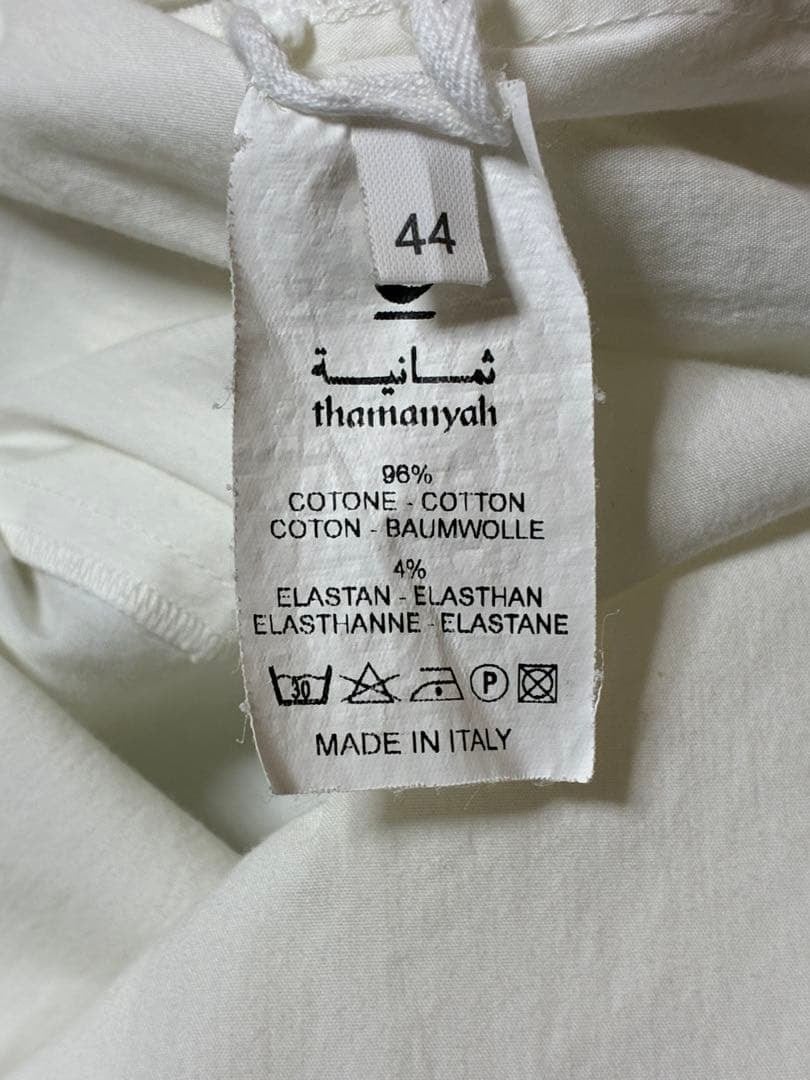 44
ثمانية
thamanyah
96%
COTONE - COTTON
COTON - BAUMWOLLE
4%
ELASTAN - ELASTHAN
ELASTHANNE - ELASTANE
30 P
MADE IN ITALY